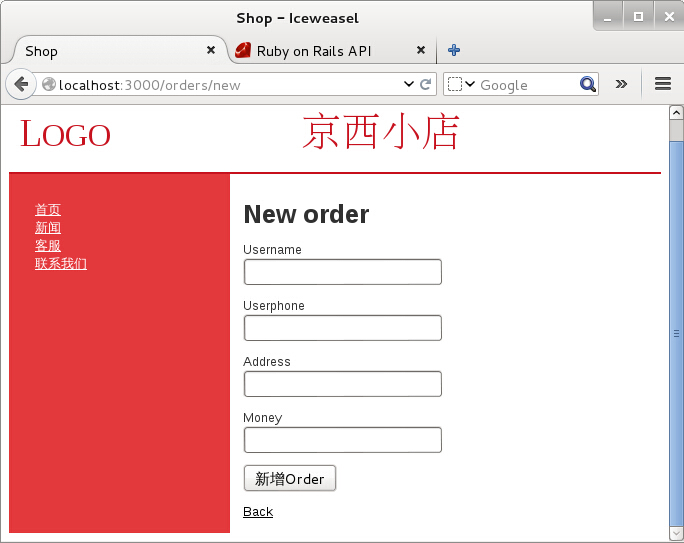 Shop - Iceweasel
Shop
Ruby on Rails API
localhost:3000/orders/new
Google
LOGO
京西小店
首页
新闻
客服
联系我们
New order
Username
Userphone
Address
Money
新增Order
Back